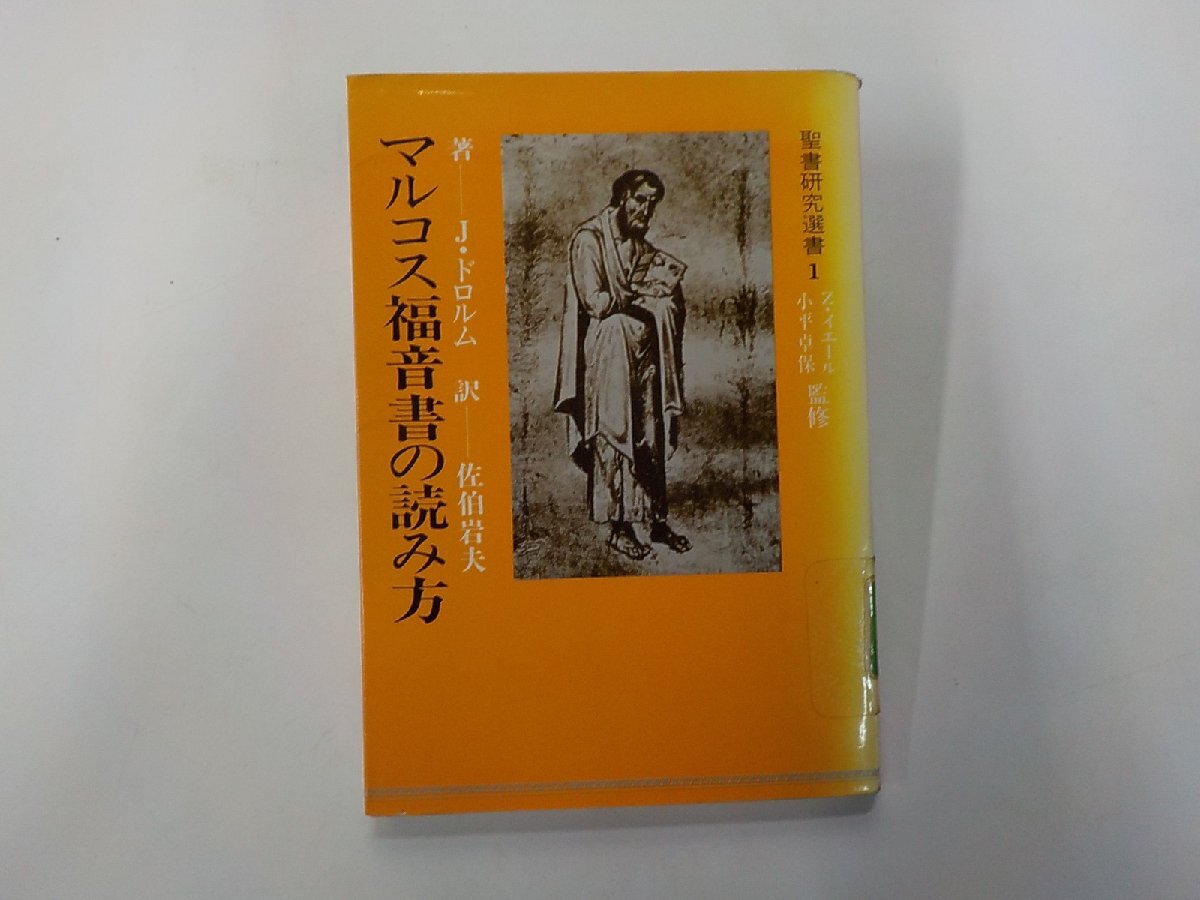 聖書研究選書1
Z・イエール
小平卓保
監修
著——J・ドロルム 訳——佐伯岩夫
マルコス福音書の読み方